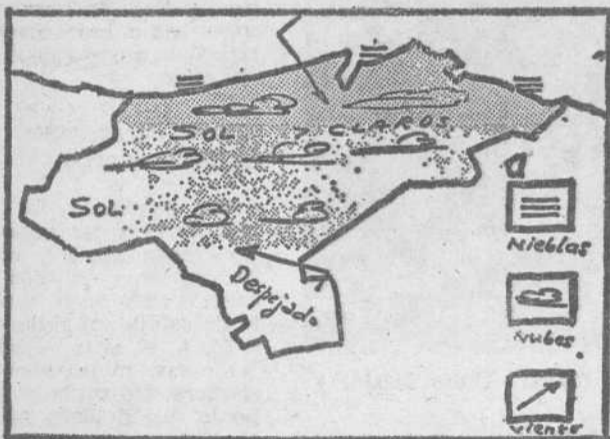 SOL Y CLAROS
SOL
Despejado
Nieblas
Nubes
Viento